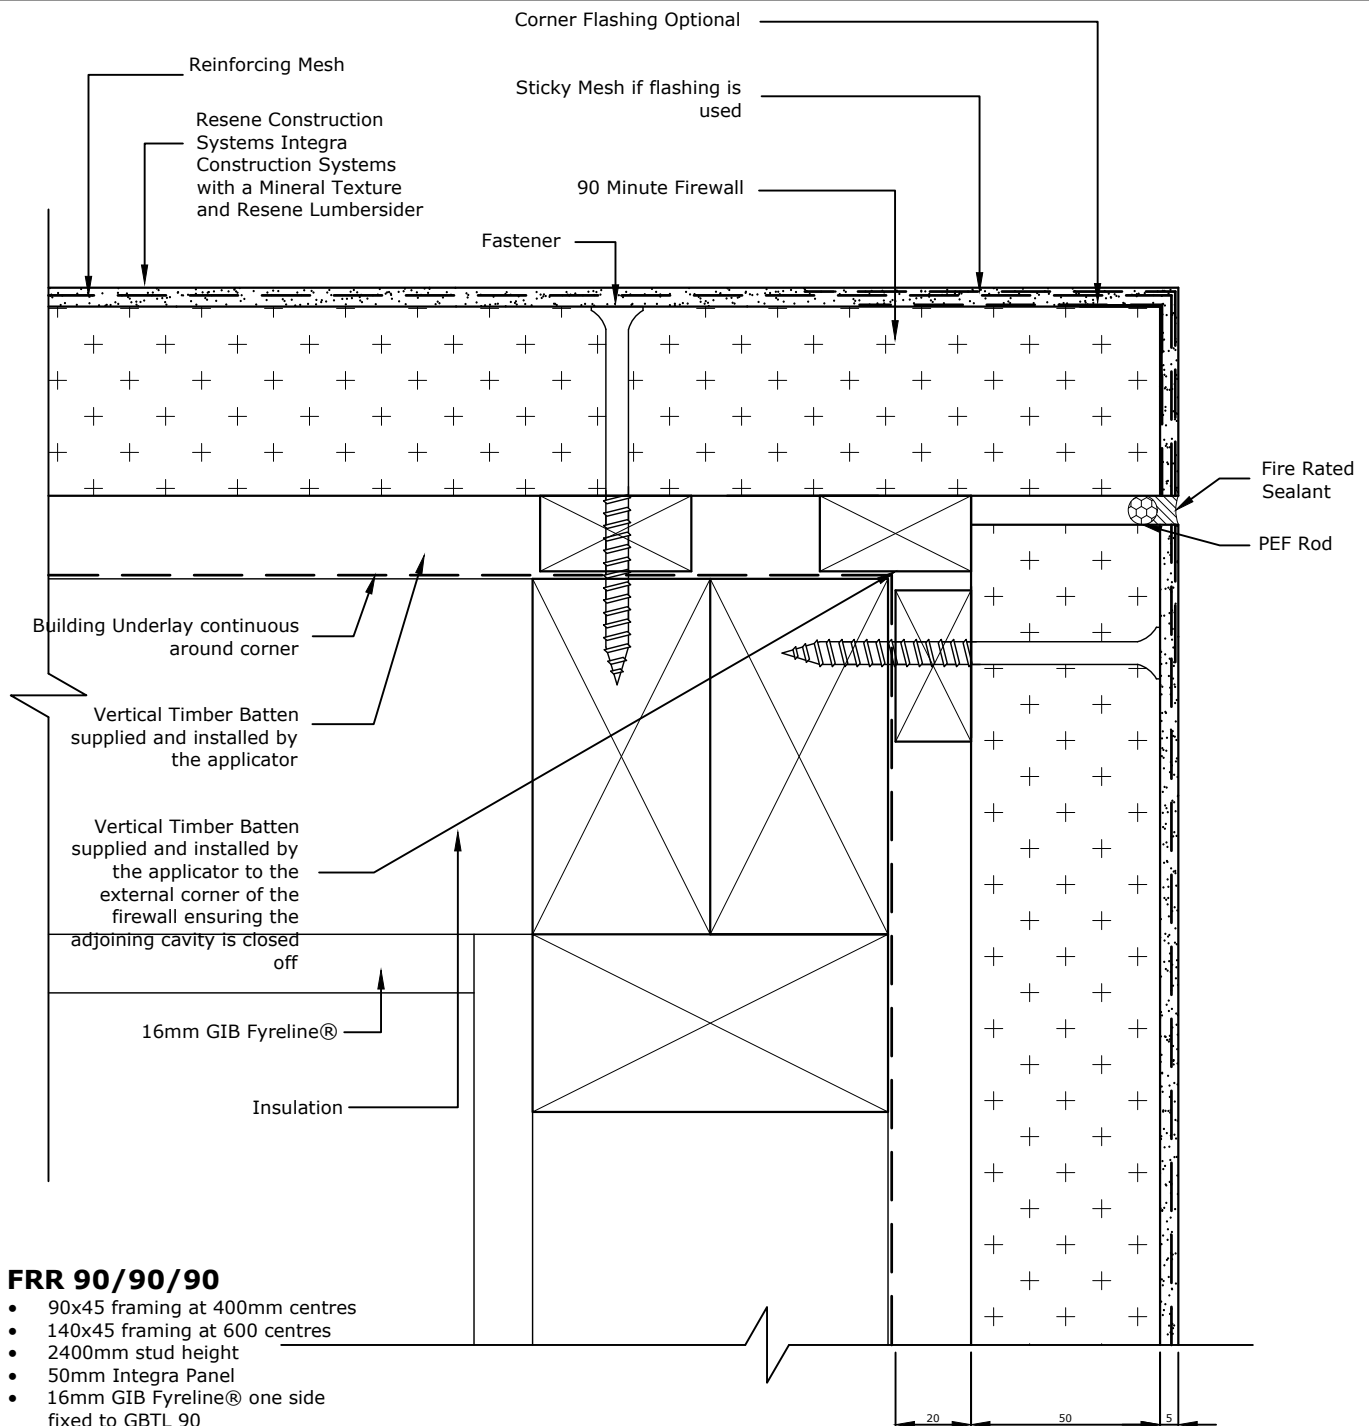 Corner Flashing Optional
Reinforcing Mesh
Sticky Mesh if flashing is
used
Resene Construction
Systems Integra
Construction Systems
with a Mineral Texture
and Resene Lumbersider
90 Minute Firewall
Fastener
Fire Rated
Sealant
PEF Rod
Building Underlay continuous
around corner
Vertical Timber Batten
supplied and installed by
the applicator
Vertical Timber Batten
supplied and installed by
the applicator to the
external corner of the
firewall ensuring the
adjoining cavity is closed
off
16mm GIB Fyreline®
Insulation
FRR 90/90/90
• 90x45 framing at 400mm centres
• 140x45 framing at 600 centres
• 2400mm stud height
• 50mm Integra Panel
• 16mm GIB Fyreline® one side
fixed to GBTL 90
20 50 5